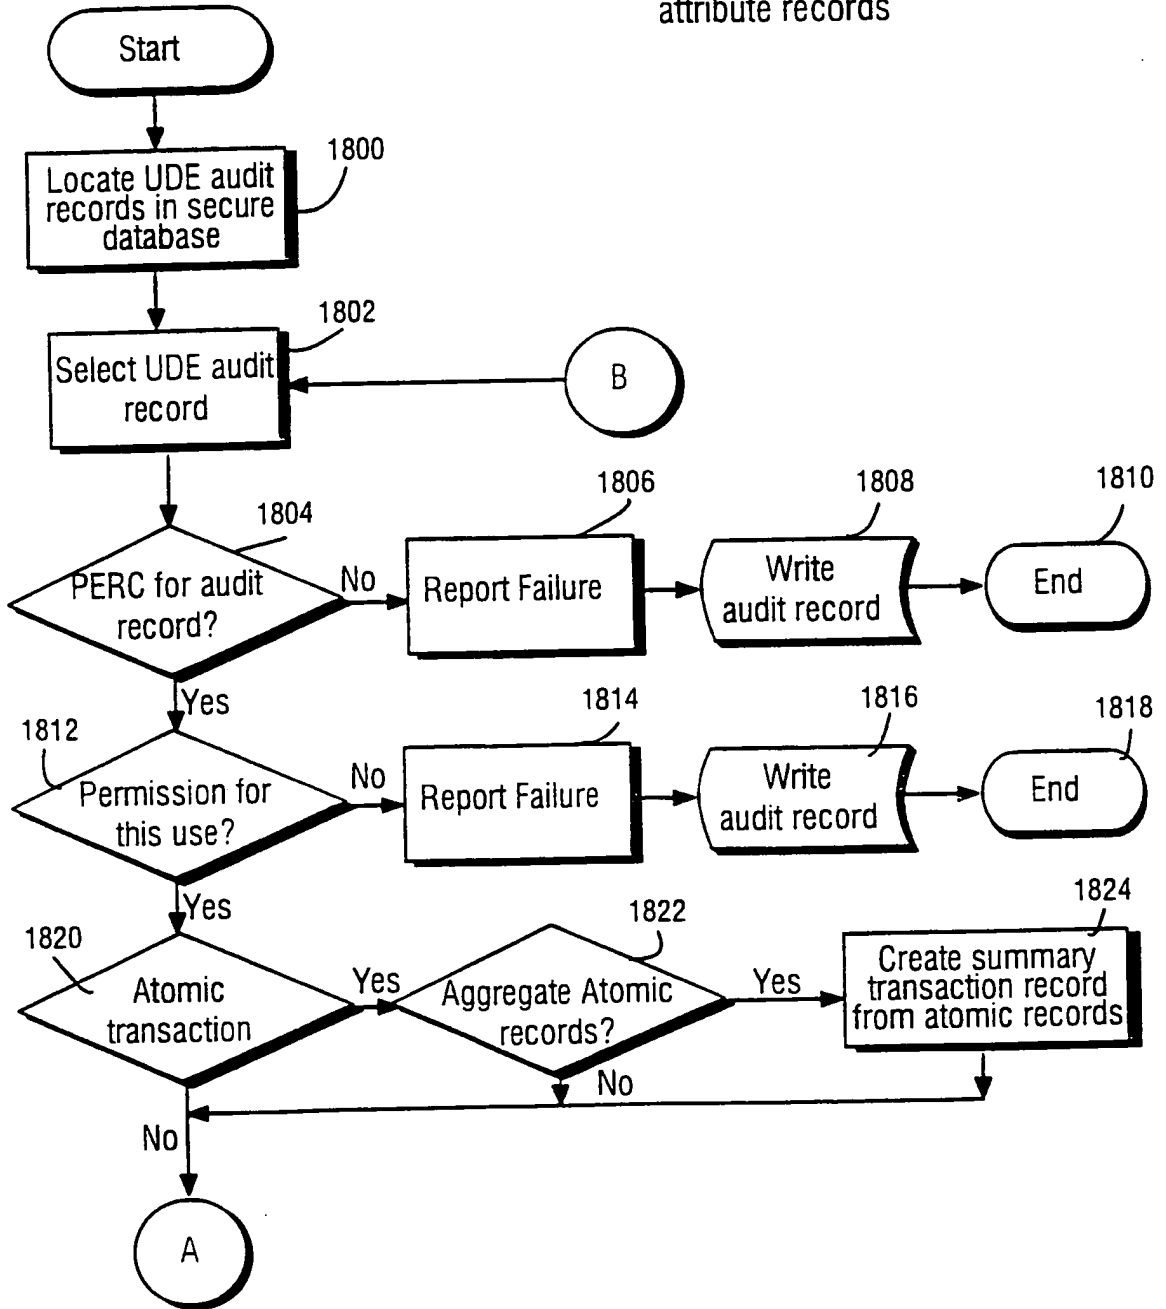 attribute records
Start
1800
Locate UDE audit
records in secure
database
1802
Select UDE audit
record
B
1804
PERC for audit
record?
No
1806
Report Failure
1808
Write
audit record
1810
End
Yes
1812
Permission for
this use?
No
1814
Report Failure
1816
Write
audit record
1818
End
Yes
1820
Atomic
transaction
Yes
1822
Aggregate Atomic
records?
Yes
1824
Create summary
transaction record
from atomic records
No
No
A